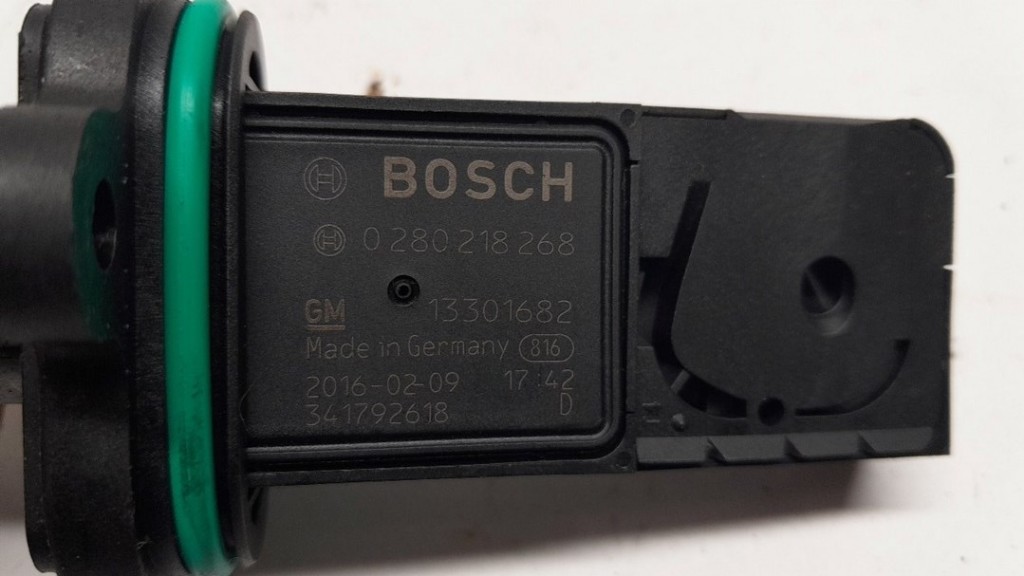 BOSCH
0 280 218 268
GM 13301682
Made in Germany 816
2016-02-09 17:42
341792618 D